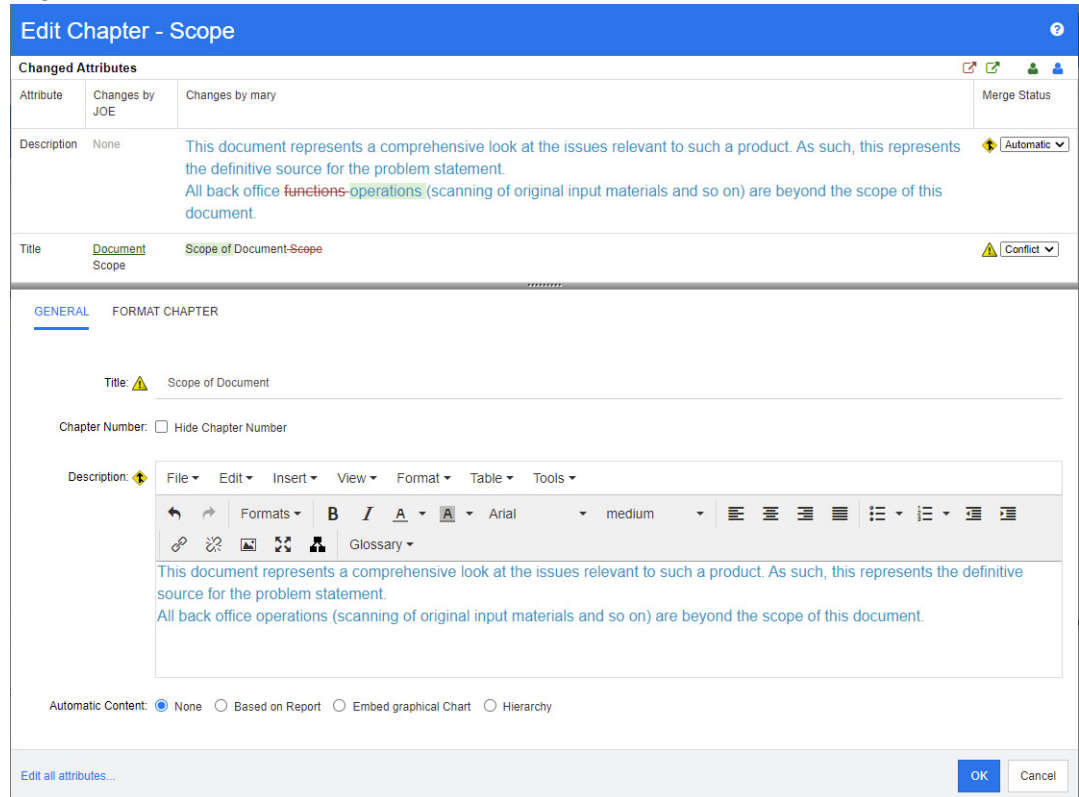 Edit Chapter - Scope
Changed Attributes
Attribute
Changes by
JOE
Changes by mary
Merge Status
Description
None
This document represents a comprehensive look at the issues relevant to such a product. As such, this represents
the definitive source for the problem statement.
All back office functions operations (scanning of original input materials and so on) are beyond the scope of this
document.
Automatic
Title
Document
Scope
Scope of Document Scope
Conflict
GENERAL FORMAT CHAPTER
Title:
Scope of Document
Chapter Number:
Hide Chapter Number
Description:
File Edit Insert View Format Table Tools
Formats B I A A Arial medium
Glossary
This document represents a comprehensive look at the issues relevant to such a product. As such, this represents the definitive
source for the problem statement.
All back office operations (scanning of original input materials and so on) are beyond the scope of this document.
Automatic Content: None Based on Report Embed graphical Chart Hierarchy
Edit all attributes...
OK Cancel